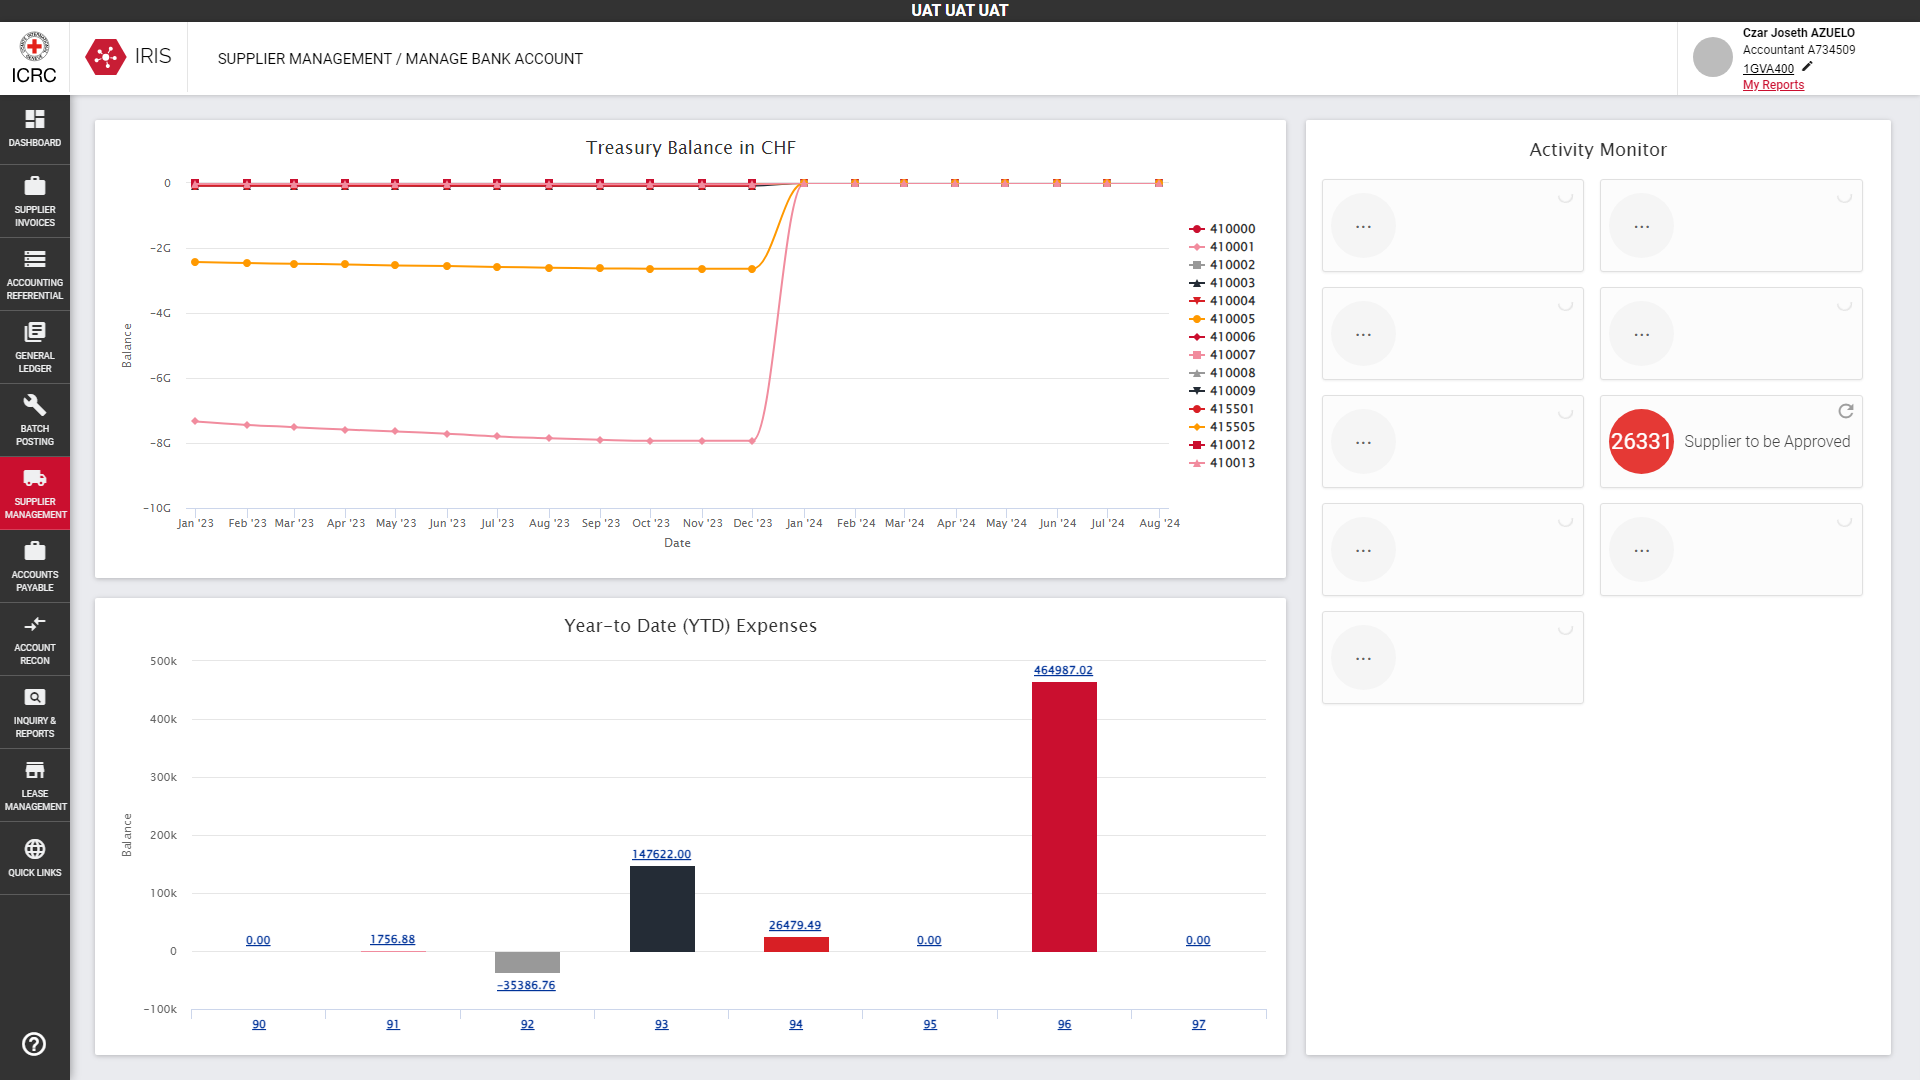 UAT UAT UAT
ICRC
IRIS
SUPPLIER MANAGEMENT / MANAGE BANK ACCOUNT
Czar Joseth AZUELO
Accountant A734509
1GVA400
My Reports
DASHBOARD
SUPPLIER
INVOICES
ACCOUNTING
REFERENTIAL
GENERAL
LEDGER
BATCH
POSTING
SUPPLIER
MANAGEMENT
ACCOUNTS
PAYABLE
ACCOUNT
RECON
INQUIRY &
REPORTS
LEASE
MANAGEMENT
QUICK LINKS
Treasury Balance in CHF
0
-2G
-4G
-6G
-8G
-10G
Balance
Jan '23 Feb '23 Mar '23 Apr '23 May '23 Jun '23 Jul '23 Aug '23 Sep '23 Oct '23 Nov '23 Dec '23 Jan '24 Feb '24 Mar '24 Apr '24 May '24 Jun '24 Jul '24 Aug '24
Date
410000
410001
410002
410003
410004
410005
410006
410007
410008
410009
415501
415505
410012
410013
Year-to Date (YTD) Expenses
500k
400k
300k
200k
100k
0
-100k
Balance
0.00
1756.88
-35386.76
147622.00
26479.49
0.00
464987.02
0.00
90 91 92 93 94 95 96 97
Activity Monitor
... ...
... ...
...
26331 Supplier to be Approved
... ...
...